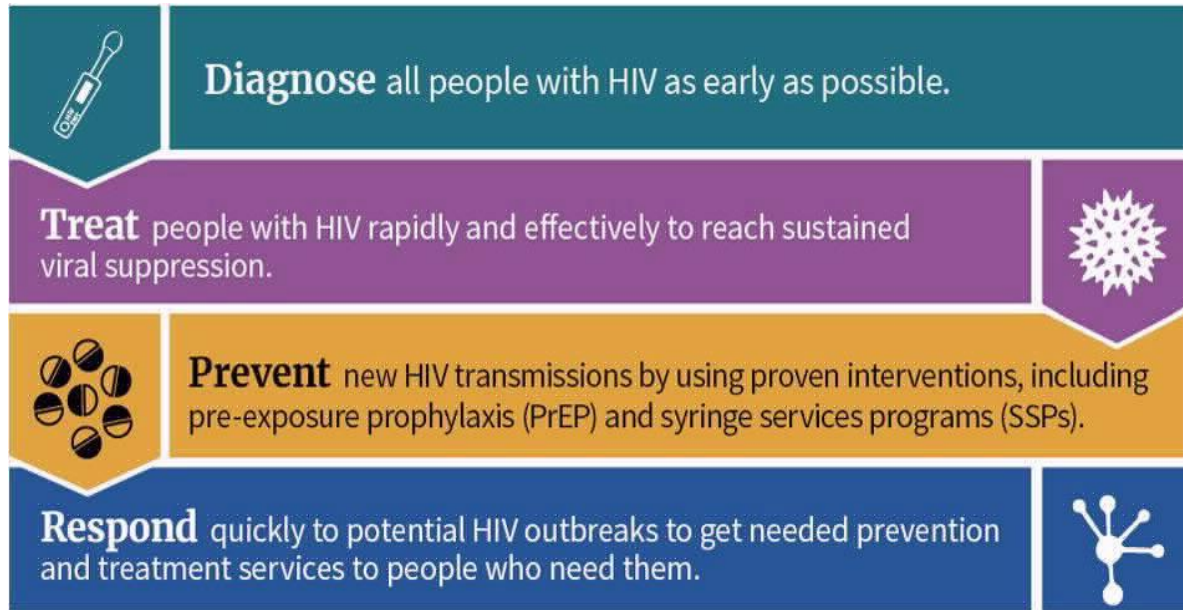 Diagnose all people with HIV as early as possible.
Treat people with HIV rapidly and effectively to reach sustained
viral suppression.
Prevent new HIV transmissions by using proven interventions, including
pre-exposure prophylaxis (PrEP) and syringe services programs (SSPs).
Respond quickly to potential HIV outbreaks to get needed prevention
and treatment services to people who need them.